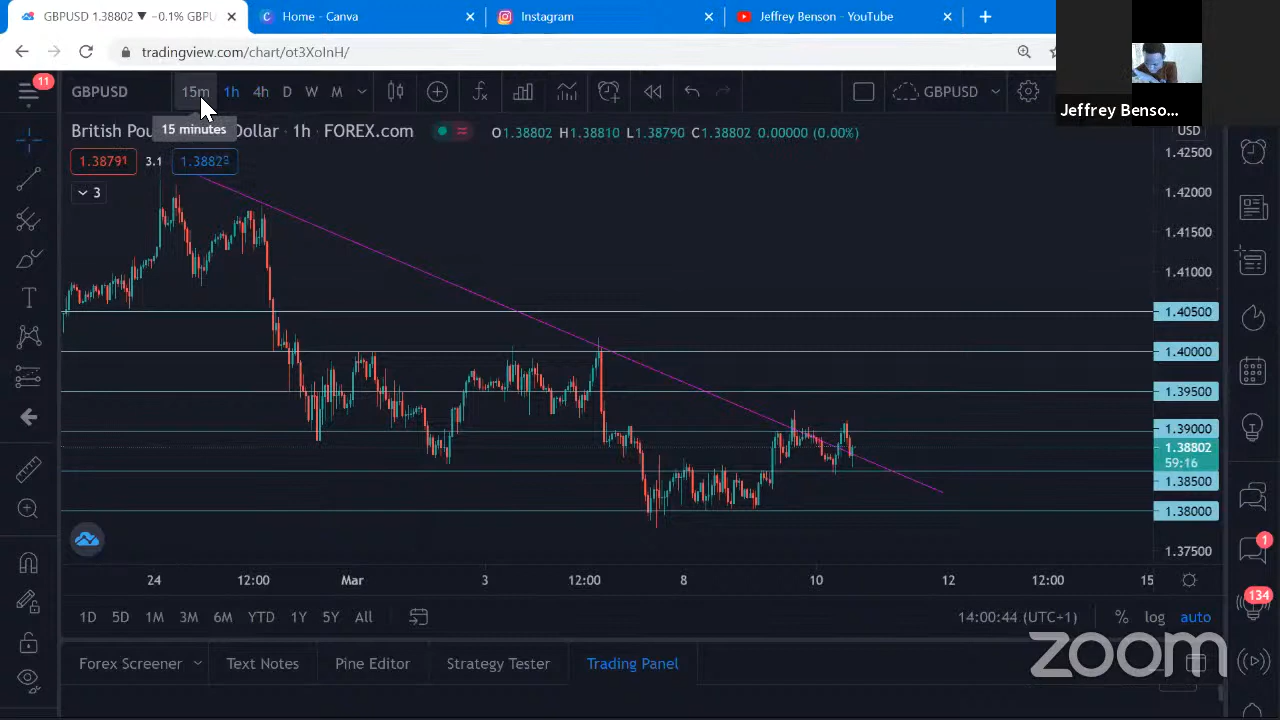 GBPUSD 1.38802 ▼ −0.1% GBPU
Home - Canva
Instagram
Jeffrey Benson - YouTube
tradingview.com/chart/ot3XoInH/
Jeffrey Benso...
11
GBPUSD
15m
1h
4h
D
W
M
GBPUSD
15 minutes
British Pou
Dollar · 1h · FOREX.com
O1.38802 H1.38810 L1.38790 C1.38802 0.00000 (0.00%)
USD
1.38791
3.1
1.38823
3
1.42500
1.42000
1.41500
1.41000
1.40500
1.40000
1.39500
1.39000
1.38802
59:16
1.38500
1.38000
1.37500
24
12:00
Mar
3
12:00
8
10
12
12:00
15
1D 5D 1M 3M 6M YTD 1Y 5Y All
14:00:44 (UTC+1)
% log auto
1
134
Forex Screener
Text Notes
Pine Editor
Strategy Tester
Trading Panel
zoom